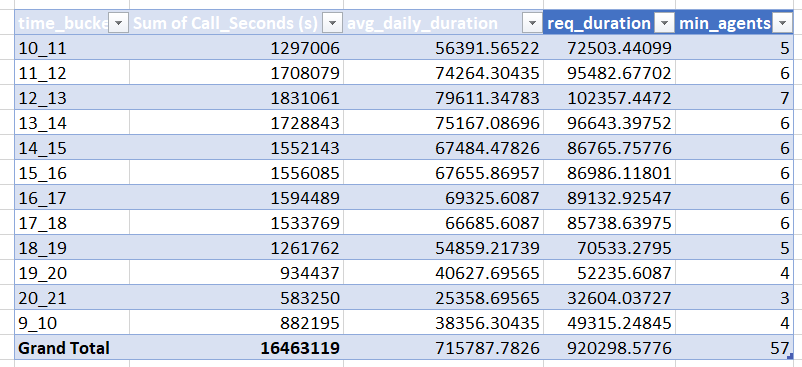 time_bucke Sum of Call_Seconds (s) avg_daily_duration req_duration min_agents
10_11 1297006 56391.56522 72503.44099 5
11_12 1708079 74264.30435 95482.67702 6
12_13 1831061 79611.34783 102357.4472 7
13_14 1728843 75167.08696 96643.39752 6
14_15 1552143 67484.47826 86765.75776 6
15_16 1556085 67655.86957 86986.11801 6
16_17 1594489 69325.6087 89132.92547 6
17_18 1533769 66685.6087 85738.63975 6
18_19 1261762 54859.21739 70533.2795 5
19_20 934437 40627.69565 52235.6087 4
20_21 583250 25358.69565 32604.03727 3
9_10 882195 38356.30435 49315.24845 4
Grand Total 16463119 715787.7826 920298.5776 57